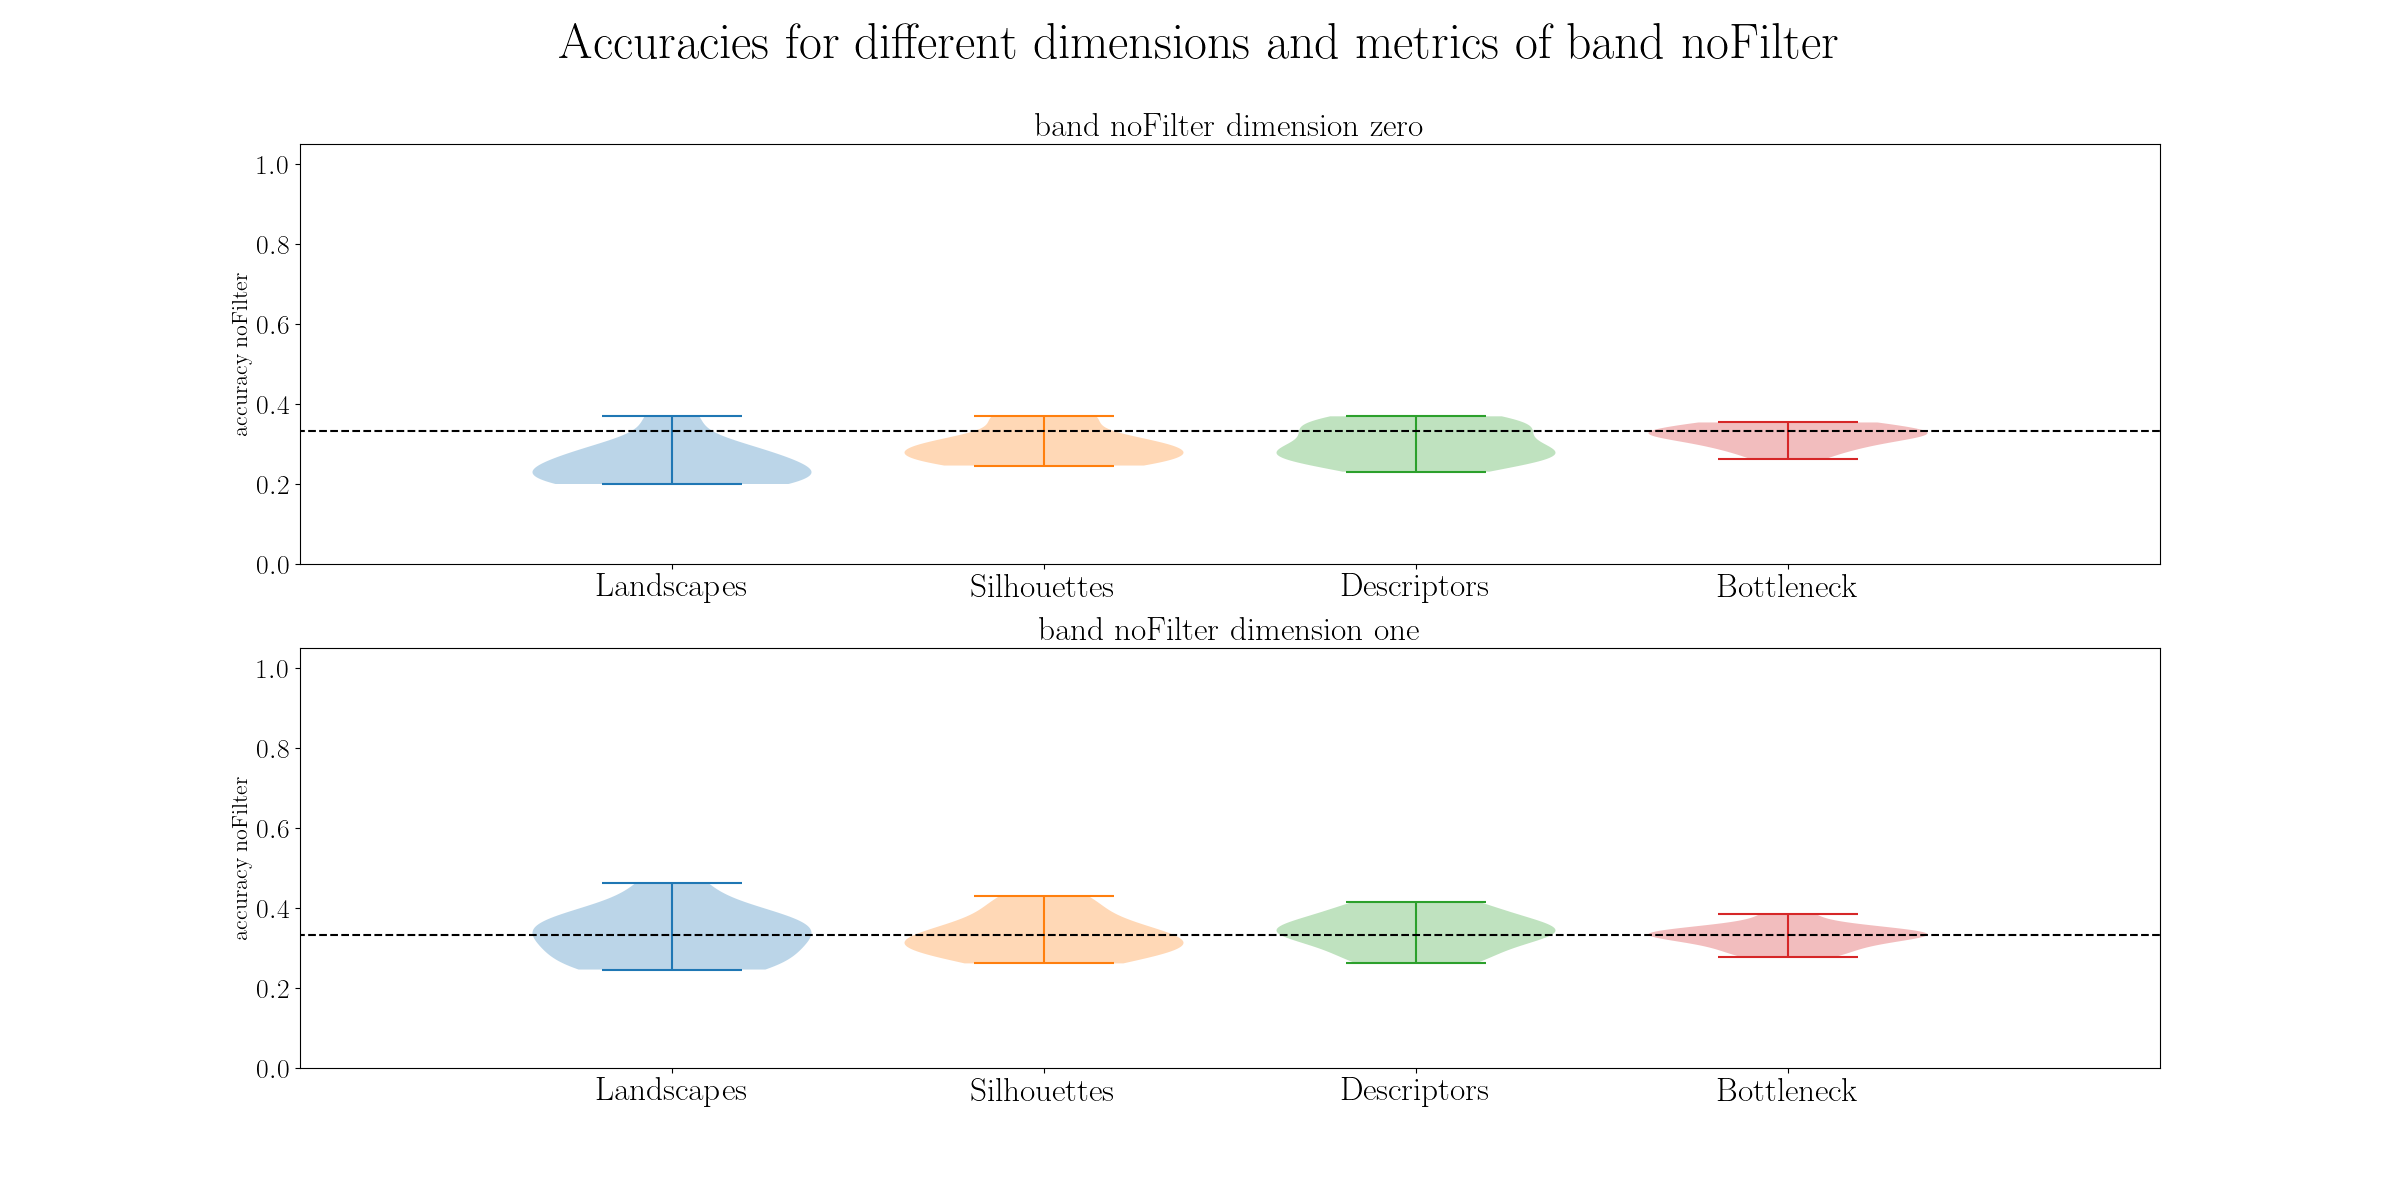 Accuracies for different dimensions and metrics of band noFilter
band noFilter dimension zero
accuracy noFilter
1.0
0.8
0.6
0.4
0.2
0.0
Landscapes Silhouettes Descriptors Bottleneck
band noFilter dimension one
accuracy noFilter
1.0
0.8
0.6
0.4
0.2
0.0
Landscapes Silhouettes Descriptors Bottleneck